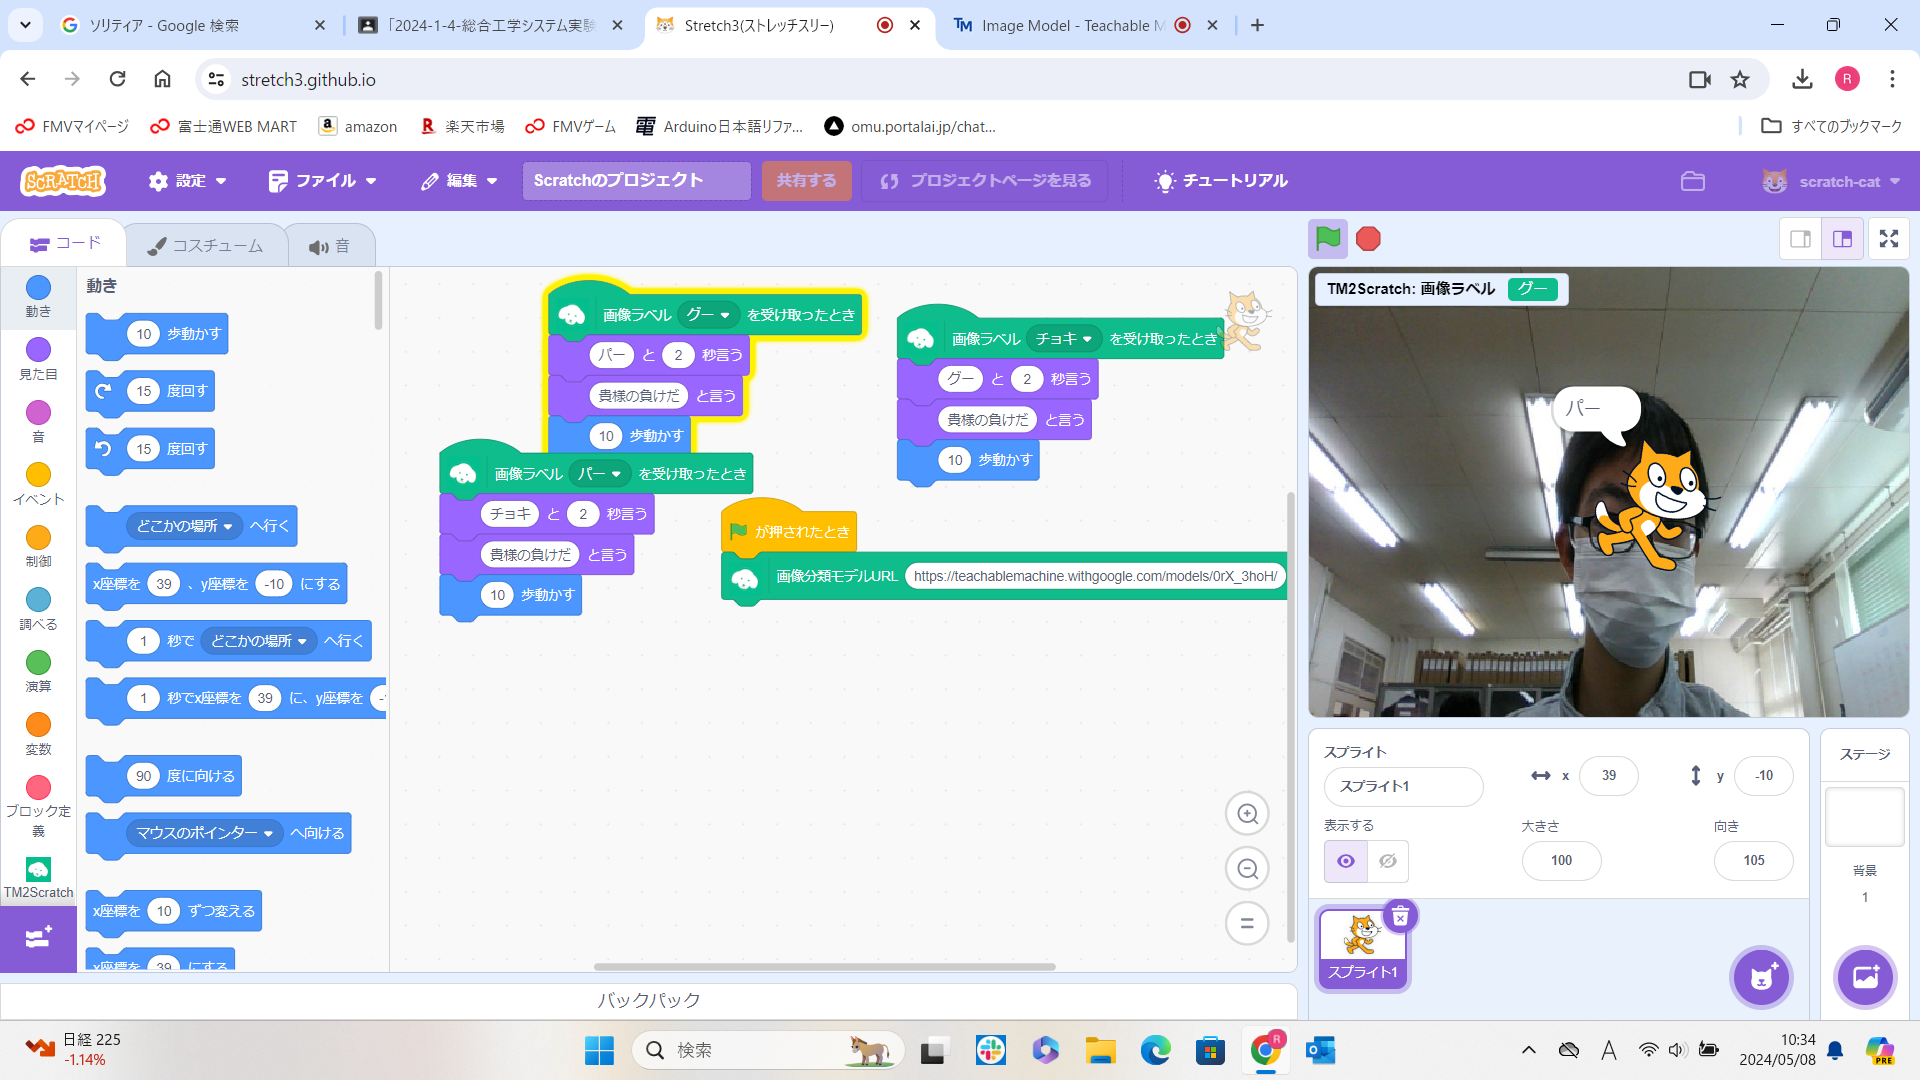 ソリティア - Google 検索
「2024-1-4-総合工学システム実験
Stretch3(ストレッチスリー)
Image Model - Teachable M
stretch3.github.io
R
FMVマイページ
富士通WEB MART
amazon
楽天市場
FMVゲーム
Arduino日本語リファ...
omu.portalai.jp/chat...
すべてのブックマーク
SCRATCH
設定
ファイル
編集
Scratchのプロジェクト
共有する
プロジェクトページを見る
チュートリアル
scratch-cat
コード
コスチューム
音
動き
見た目
音
イベント
制御
調べる
演算
変数
ブロック定
義
TM2Scratch
動き
10 歩動かす
15 度回す
15 度回す
どこかの場所 へ行く
x座標を 39 、y座標を -10 にする
1 秒で どこかの場所 へ行く
1 秒でx座標を 39 に、y座標を -
90 度に向ける
マウスのポインター へ向ける
x座標を 10 ずつ変える
x座標を 39 にする
画像ラベル グー を受け取ったとき
パー と 2 秒言う
貴様の負けだ と言う
10 歩動かす
画像ラベル チョキ を受け取ったとき
グー と 2 秒言う
貴様の負けだ と言う
10 歩動かす
画像ラベル パー を受け取ったとき
チョキ と 2 秒言う
貴様の負けだ と言う
10 歩動かす
が押されたとき
画像分類モデルURL https://teachablemachine.withgoogle.com/models/0rX_3hoH/
バックパック
TM2Scratch: 画像ラベル グー
パー
スプライト
スプライト1
x 39
y -10
表示する
大きさ
100
向き
105
スプライト1
ステージ
背景
1
日経 225
-1.14%
検索
R
A
10:34
2024/05/08
PRE